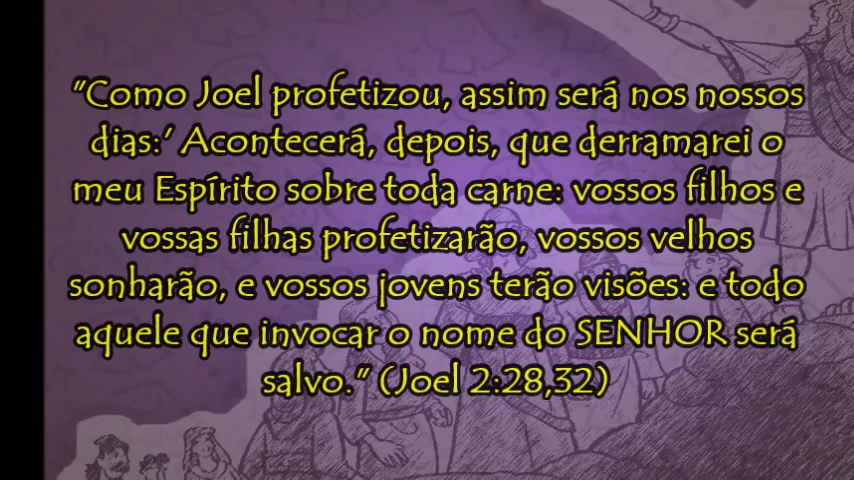 "Como Joel profetizou, assim será nos nossos
dias:' Acontecerá, depois, que derramarei o
meu Espírito sobre toda carne: vossos filhos e
vossas filhas profetizarão, vossos velhos
sonharão, e vossos jovens terão visões: e todo
aquele que invocar o nome do SENHOR será
salvo." (Joel 2:28,32)